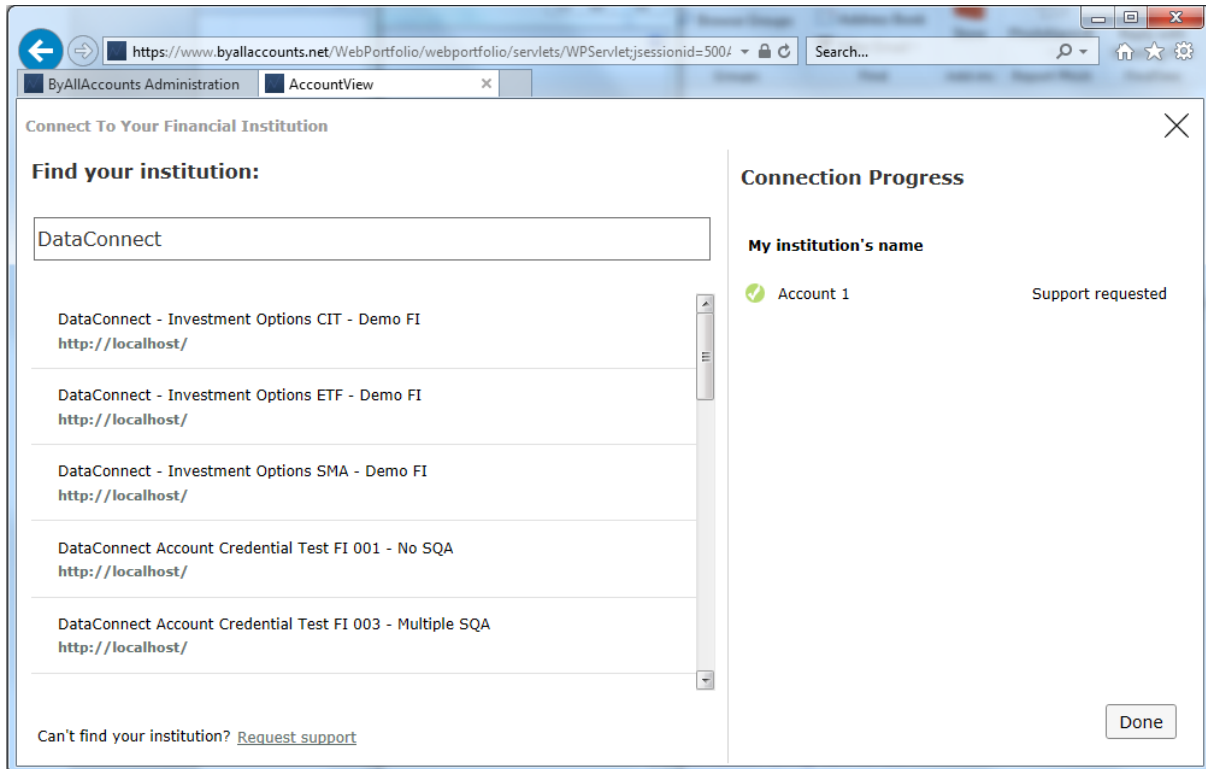 https://www.byallaccounts.net/WebPortfolio/webportfolio/servlets/WPServlet;jsessionid=500
Search...
ByAllAccounts Administration
AccountView
Connect To Your Financial Institution
Find your institution:
DataConnect
DataConnect - Investment Options CIT - Demo FI
http://localhost/
DataConnect - Investment Options ETF - Demo FI
http://localhost/
DataConnect - Investment Options SMA - Demo FI
http://localhost/
DataConnect Account Credential Test FI 001 - No SQA
http://localhost/
DataConnect Account Credential Test FI 003 - Multiple SQA
http://localhost/
Can't find your institution? Request support
Connection Progress
My institution's name
Account 1 Support requested
Done